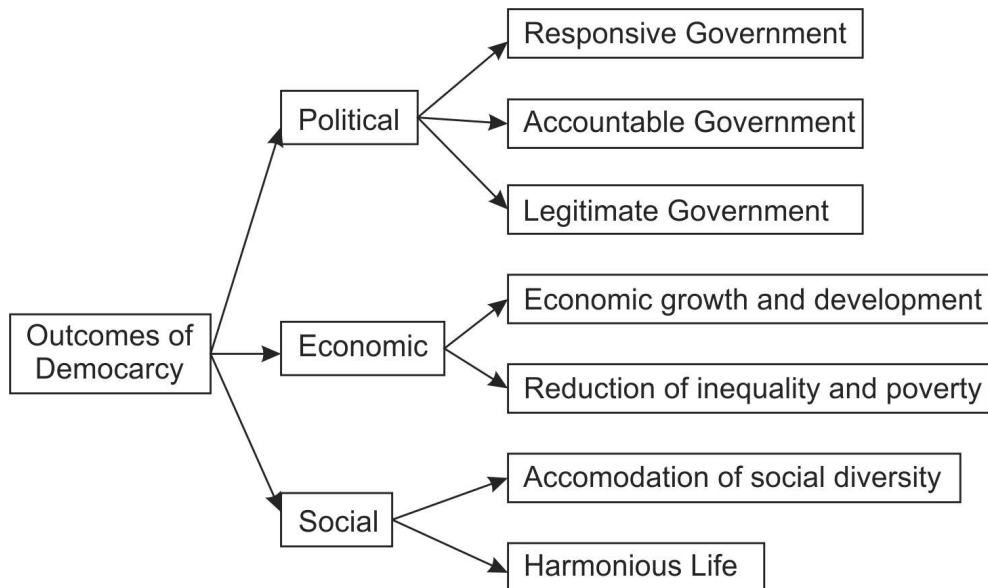 Outcomes of
Democarcy
Political
Responsive Government
Accountable Government
Legitimate Government
Economic
Economic growth and development
Reduction of inequality and poverty
Social
Accomodation of social diversity
Harmonious Life